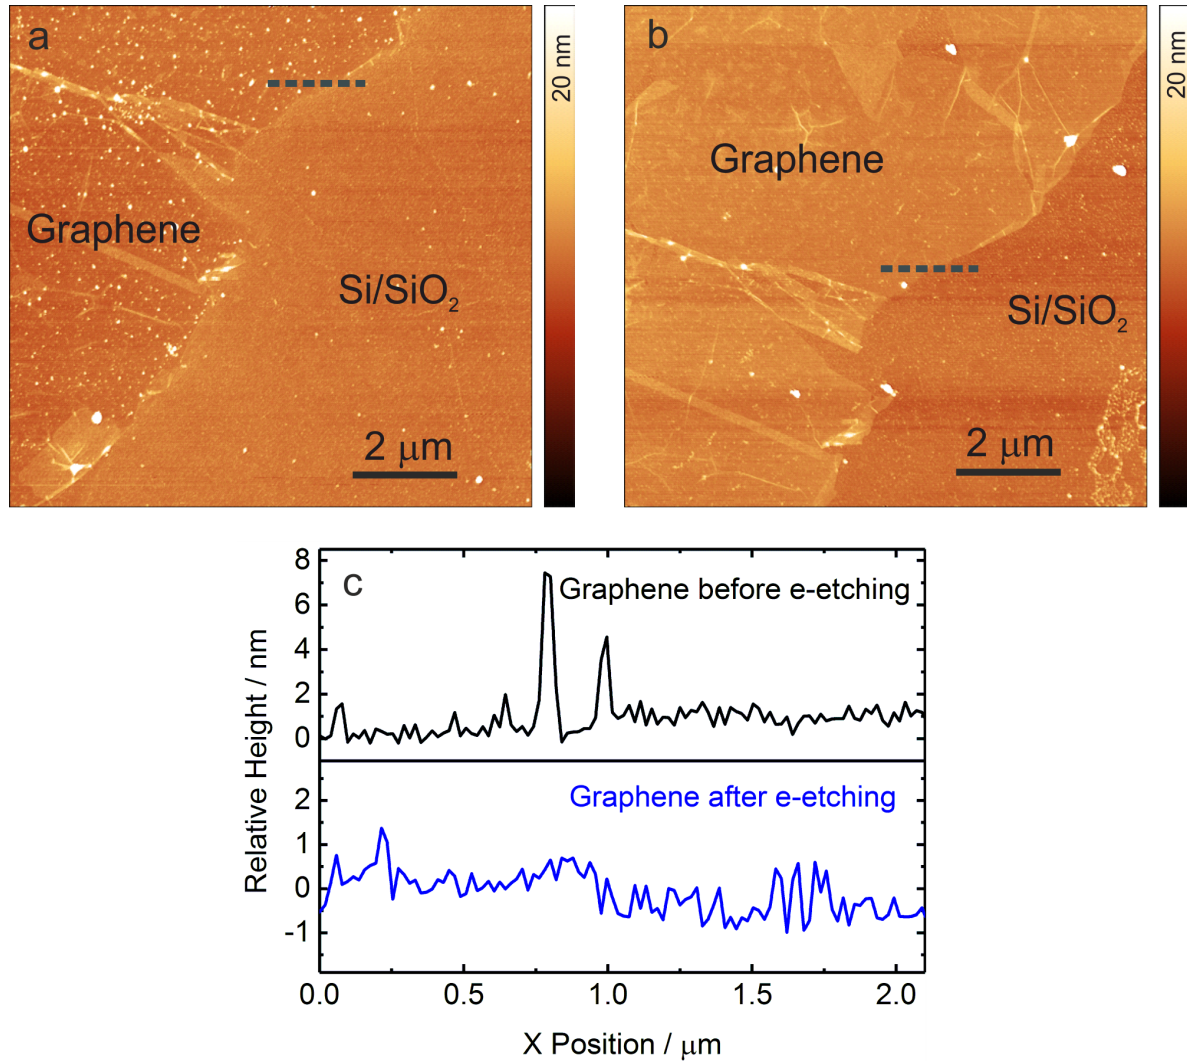 a
20 nm
Graphene
Si/SiO₂
2 μm
b
20 nm
Graphene
Si/SiO₂
2 μm
c
Graphene before e-etching
8
6
4
2
0
Graphene after e-etching
2
1
0
-1
Relative Height / nm
0.0 0.5 1.0 1.5 2.0
X Position / μm